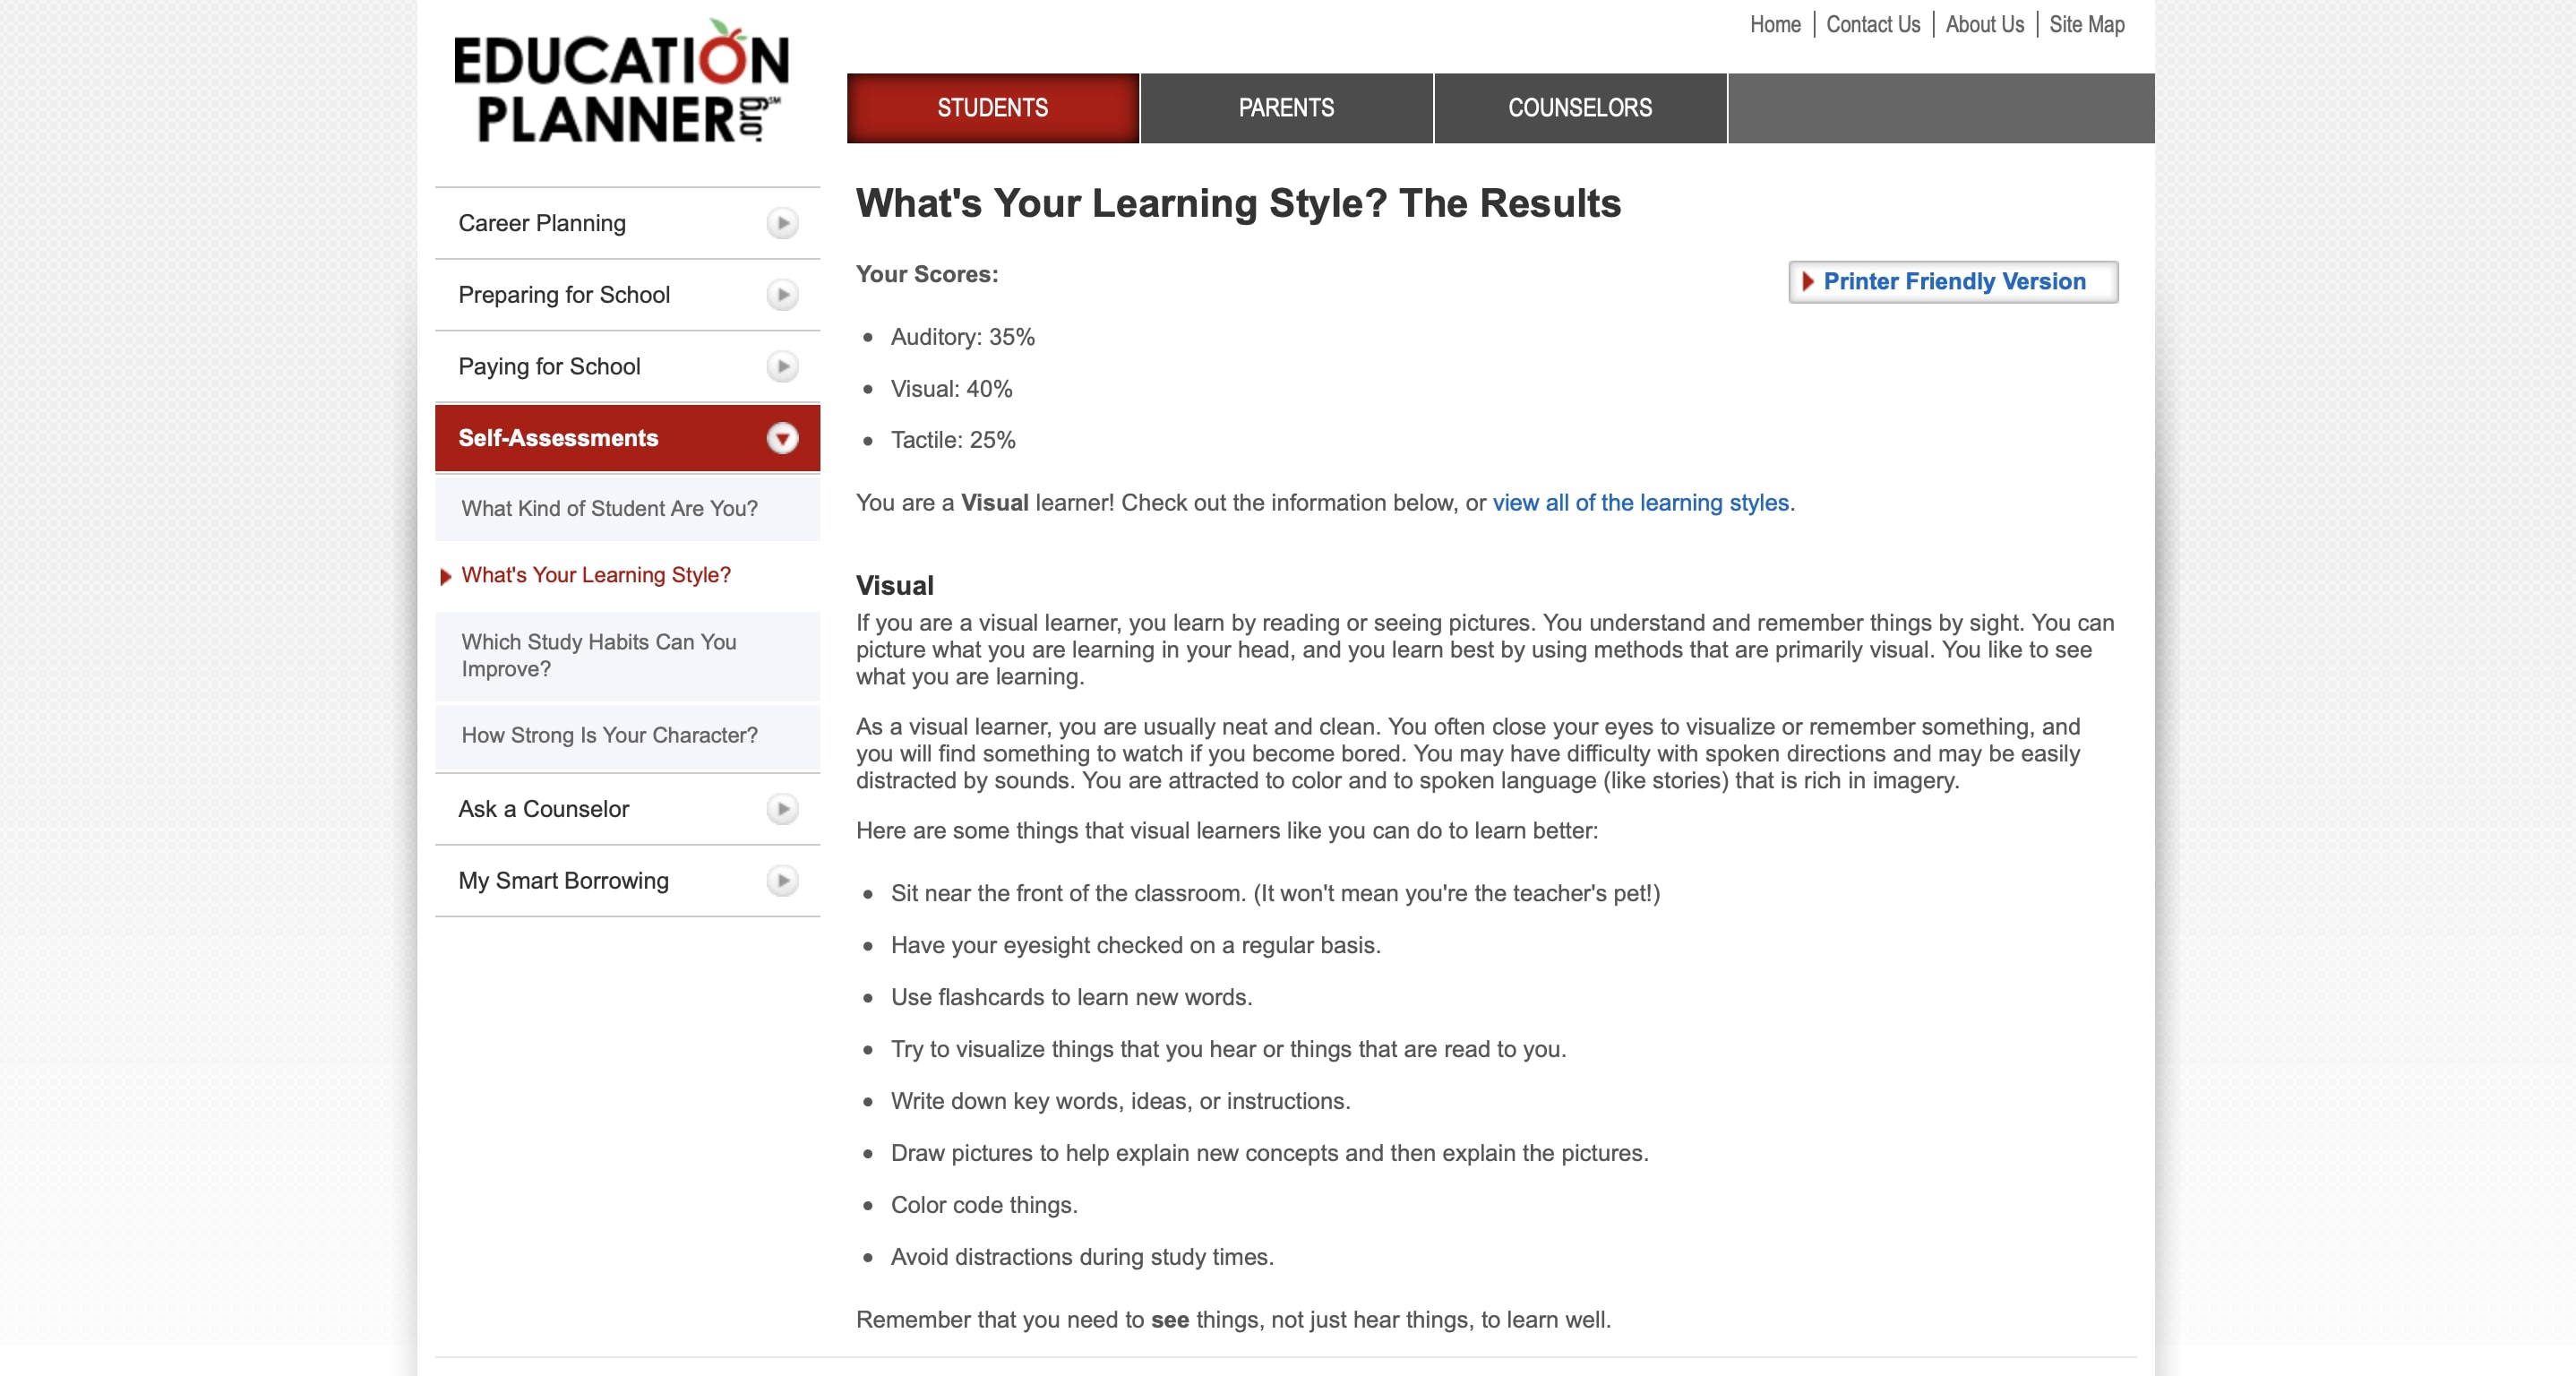 EDUCATION
PLANNER.org℠
Home | Contact Us | About Us | Site Map
STUDENTS
PARENTS
COUNSELORS
Career Planning
Preparing for School
Paying for School
Self-Assessments
What Kind of Student Are You?
What's Your Learning Style?
Which Study Habits Can You
Improve?
How Strong Is Your Character?
Ask a Counselor
My Smart Borrowing
What's Your Learning Style? The Results
Your Scores:
Printer Friendly Version
• Auditory: 35%
• Visual: 40%
• Tactile: 25%
You are a Visual learner! Check out the information below, or view all of the learning styles.
Visual
If you are a visual learner, you learn by reading or seeing pictures. You understand and remember things by sight. You can
picture what you are learning in your head, and you learn best by using methods that are primarily visual. You like to see
what you are learning.
As a visual learner, you are usually neat and clean. You often close your eyes to visualize or remember something, and
you will find something to watch if you become bored. You may have difficulty with spoken directions and may be easily
distracted by sounds. You are attracted to color and to spoken language (like stories) that is rich in imagery.
Here are some things that visual learners like you can do to learn better:
• Sit near the front of the classroom. (It won't mean you're the teacher's pet!)
• Have your eyesight checked on a regular basis.
• Use flashcards to learn new words.
• Try to visualize things that you hear or things that are read to you.
• Write down key words, ideas, or instructions.
• Draw pictures to help explain new concepts and then explain the pictures.
• Color code things.
• Avoid distractions during study times.
Remember that you need to see things, not just hear things, to learn well.